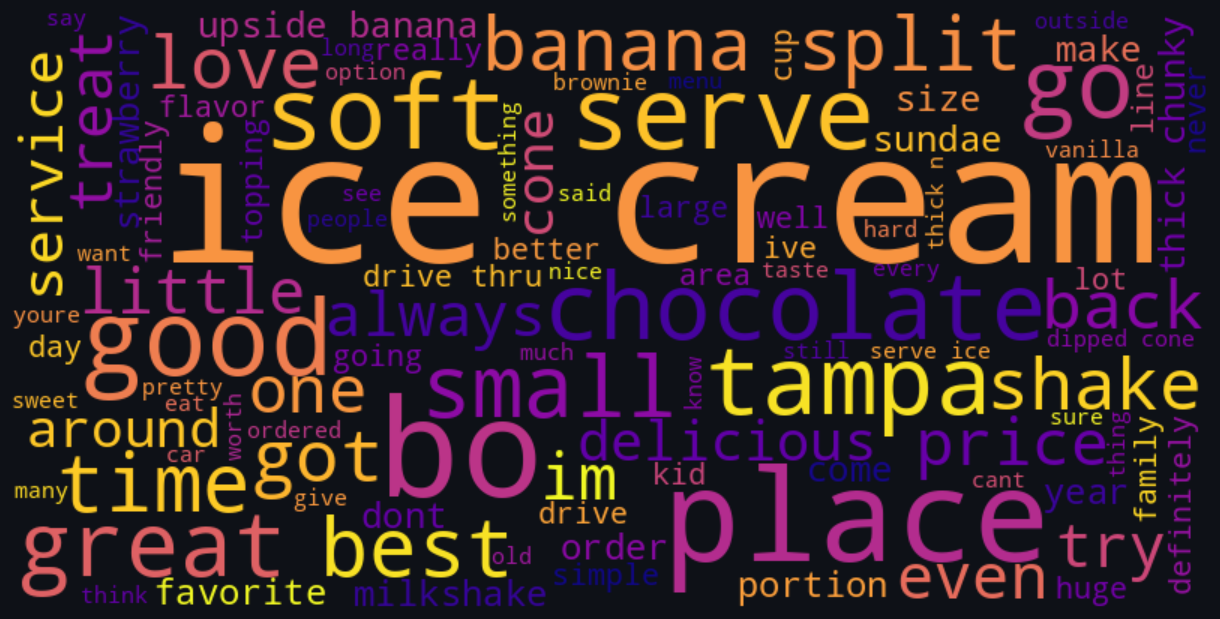 say
upside banana
banana split
outside
strawberry
treat
service
love
long
really
option
cup
make
go
line
thick chunky
never
brownie
menu
flavor
soft serve
size
sundae
friendly
topping
something
cone
vanilla
ice cream
thick n
see
people
said
large
well
hard
want
better
ive
drive thru
nice
area
taste
every
lot
little
youre
good
always
chocolate
back
day
going
much
still
serve ice
dipped cone
pretty
one
small
know
tampa
shake
sweet
eat
worth
around
ordered
car
got
bo
delicious
price
sure
thing
family
definitely
many
time
give
im
kid
come
cant
year
drive
place
dont
great
best
old
order
simple
try
think
favorite
milkshake
portion
even
huge